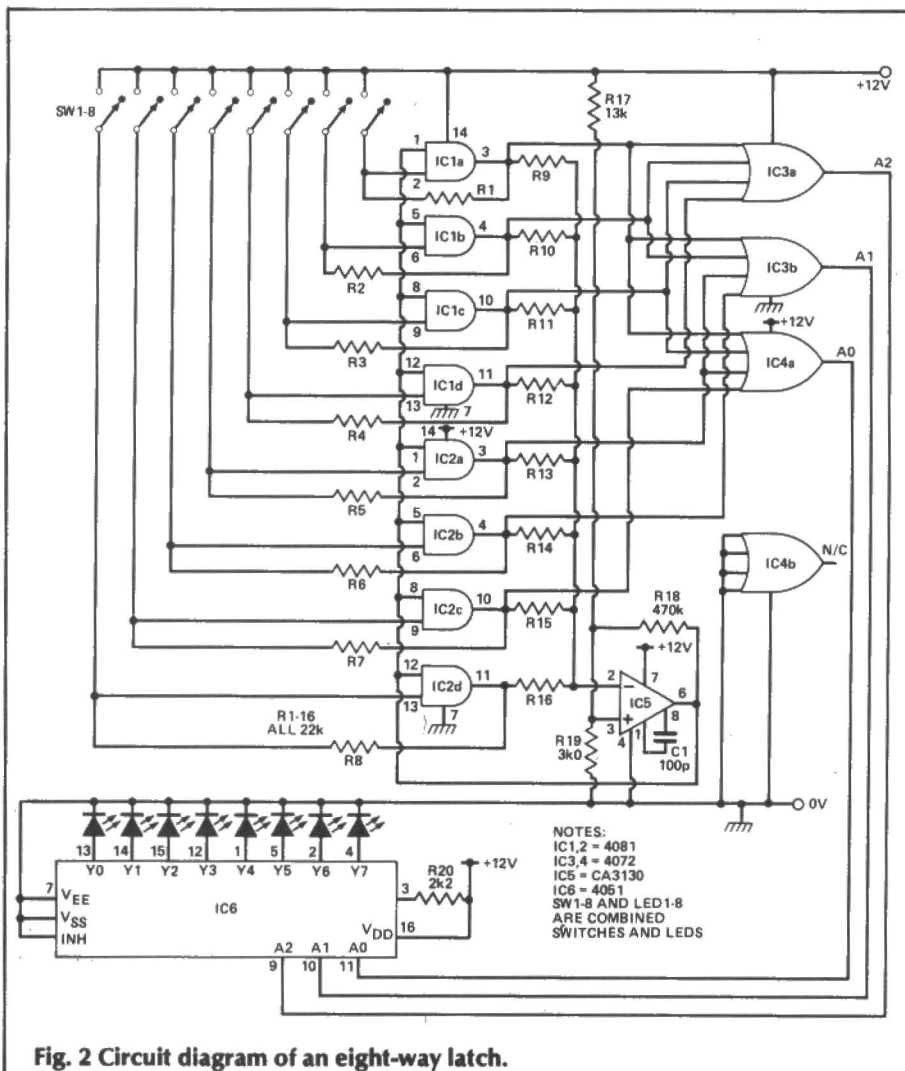 +12V
SW1-8
R17
13k
14
1
IC1a
3
2
R9
R1
IC3a
A2
5
IC1b
4
6
R10
R2
IC3b
A1
8
IC1c
10
9
R11
R3
+12V
12
IC1d
11
13
7
R12
R4
IC4a
A0
14
+12V
1
IC2a
3
2
R13
R5
5
IC2b
4
6
R14
R6
IC4b
N/C
8
IC2c
10
9
R15
R7
R18
470k
+12V
12
IC2d
11
13
7
R16
2
7
IC5
6
3
8
4
1
C1
100p
R1-16
ALL 22k
R8
R19
3k0
0V
13
14
15
12
1
5
2
4
Y0
Y1
Y2
Y3
Y4
Y5
Y6
Y7
+12V
R20
2k2
7
VEE
IC6
3
VSS
VDD
16
INH
A2
A1
A0
9
10
11
NOTES:
IC1,2 = 4081
IC3,4 = 4072
IC5 = CA3130
IC6 = 4051
SW1-8 AND LED1-8
ARE COMBINED
SWITCHES AND LEDS
Fig. 2 Circuit diagram of an eight-way latch.